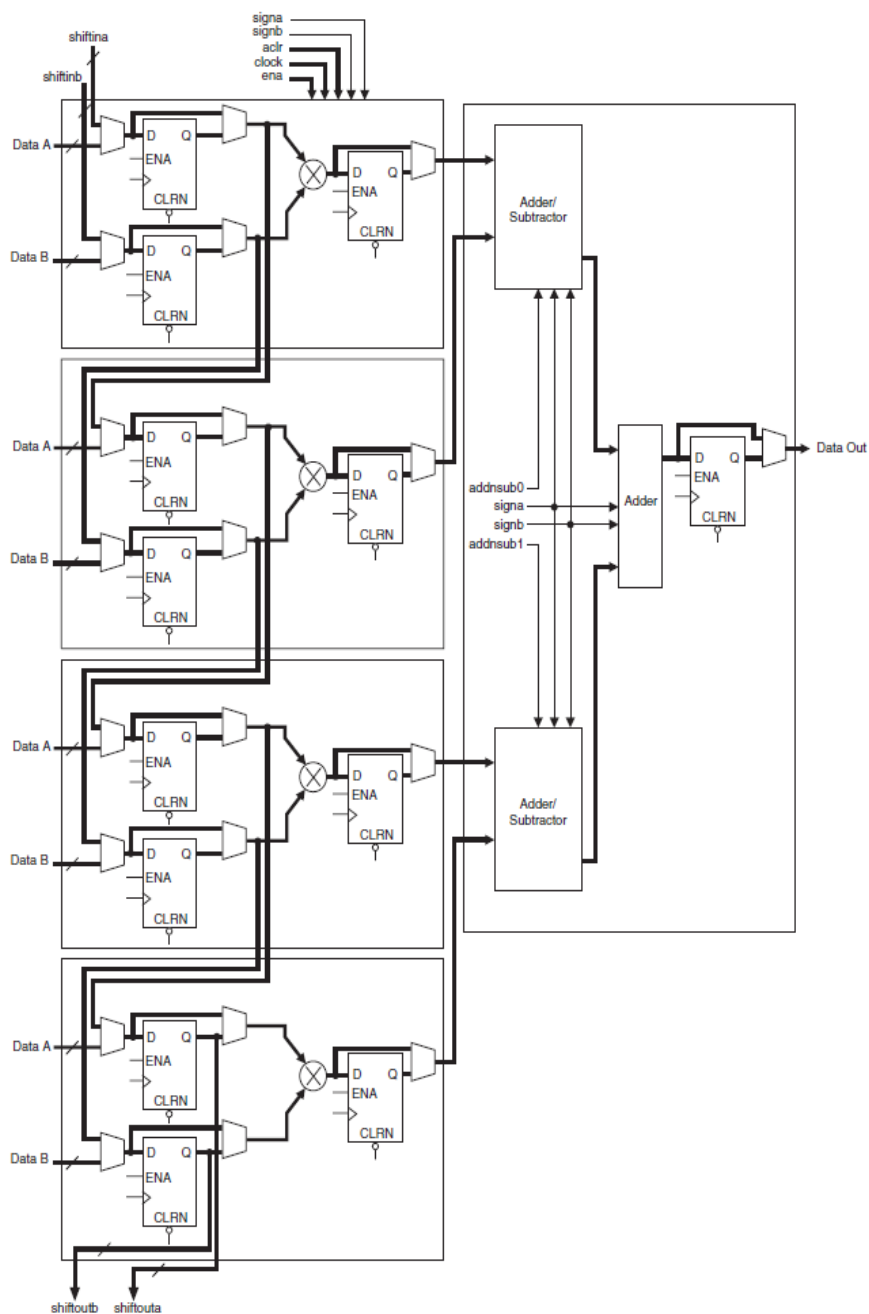 signa
signb
aclr
clock
ena
shiftina
shiftinb
Data A
D Q
ENA
CLRN
Data B
D Q
ENA
CLRN
D Q
ENA
CLRN
Adder/
Subtractor
Data A
D Q
ENA
CLRN
Data B
D Q
ENA
CLRN
D Q
ENA
CLRN
addnsub0
signa
signb
addnsub1
Adder
D Q
ENA
CLRN
Data Out
Data A
D Q
ENA
CLRN
Data B
D Q
ENA
CLRN
D Q
ENA
CLRN
Adder/
Subtractor
Data A
D Q
ENA
CLRN
Data B
D Q
ENA
CLRN
D Q
ENA
CLRN
shiftoutb
shiftouta